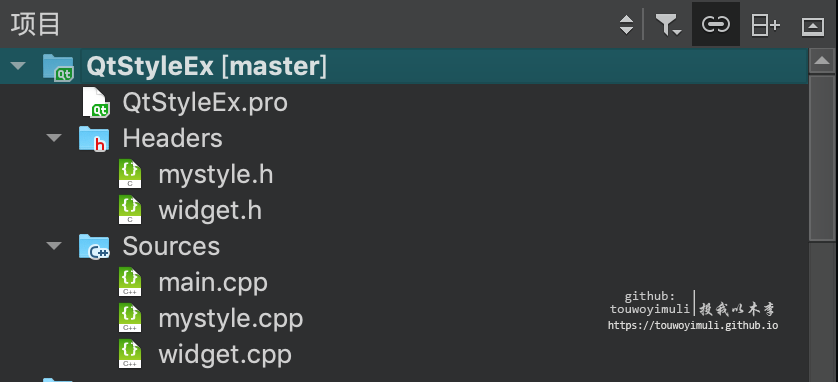 项目
QtStyleEx [master]
QtStyleEx.pro
Headers
mystyle.h
widget.h
Sources
main.cpp
mystyle.cpp
widget.cpp
github:
touwoyimuli
投我以木李
https://touwoyimuli.github.io